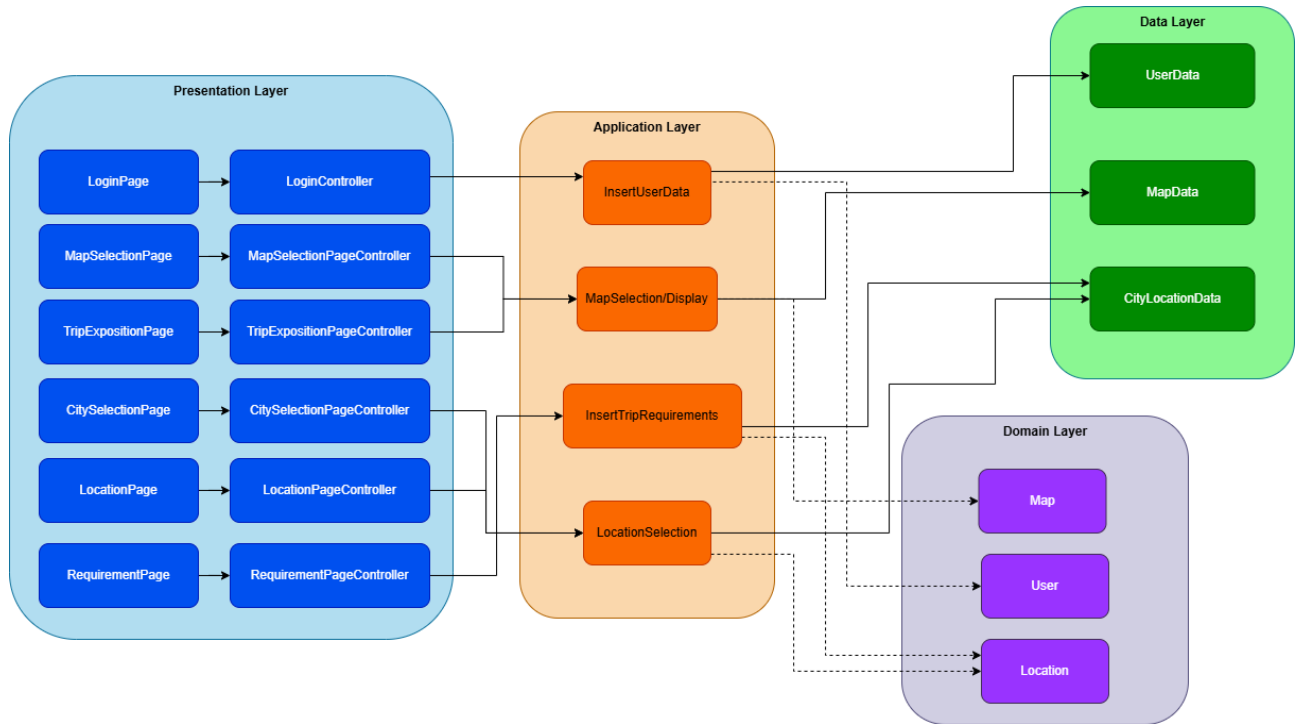 Presentation Layer
LoginPage
LoginController
MapSelectionPage
MapSelectionPageController
TripExpositionPage
TripExpositionPageController
CitySelectionPage
CitySelectionPageController
LocationPage
LocationPageController
RequirementPage
RequirementPageController
Application Layer
InsertUserData
MapSelection/Display
InsertTripRequirements
LocationSelection
Data Layer
UserData
MapData
CityLocationData
Domain Layer
Map
User
Location